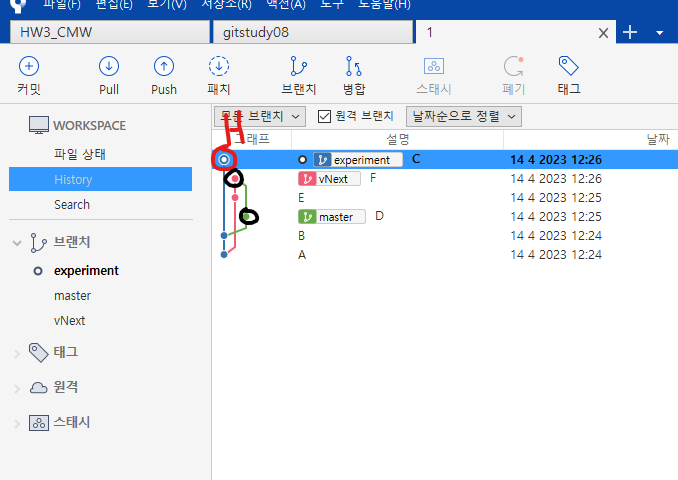 파일(F) 편집(E) 보기(V) 저장소(R) 액션(A) 도구 도움말(H)
HW3_CMW gitstudy08 1
커밋 Pull Push 패치 브랜치 병합 스태시 폐기 태그
WORKSPACE
파일 상태
History
Search
브랜치
experiment
master
vNext
태그
원격
스태시
모든 브랜치 원격 브랜치 날짜순으로 정렬
H
그래프 설명 날짜
experiment C 14 4 2023 12:26
vNext F 14 4 2023 12:26
E 14 4 2023 12:25
master D 14 4 2023 12:25
B 14 4 2023 12:24
A 14 4 2023 12:24